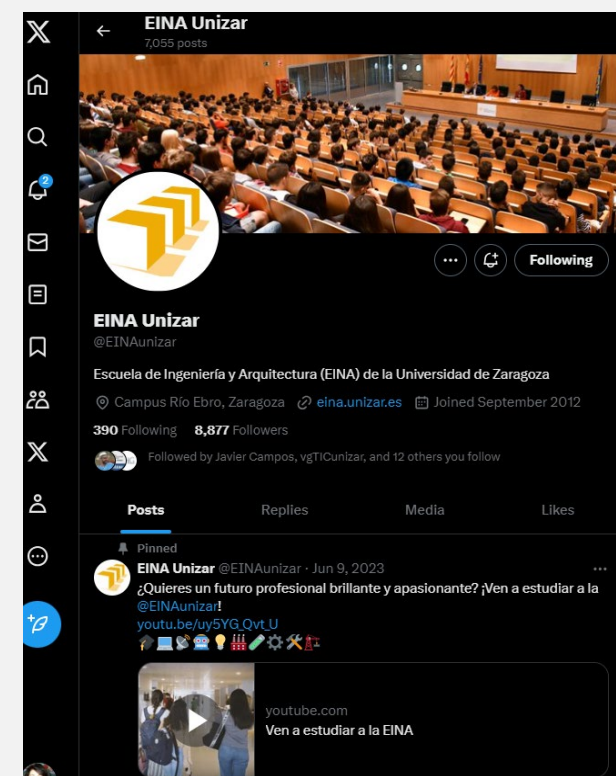 EINA Unizar
7,055 posts
2
Following
EINA Unizar
@EINAunizar
Escuela de Ingeniería y Arquitectura (EINA) de la Universidad de Zaragoza
Campus Río Ebro, Zaragoza eina.unizar.es Joined September 2012
390 Following 8,877 Followers
Followed by Javier Campos, vgTICunizar, and 12 others you follow
Posts Replies Media Likes
Pinned
EINA Unizar @EINAunizar · Jun 9, 2023
¿Quieres un futuro profesional brillante y apasionante? ¡Ven a estudiar a la
@EINAunizar!
youtu.be/uy5YG_Qvt_U
youtube.com
Ven a estudiar a la EINA